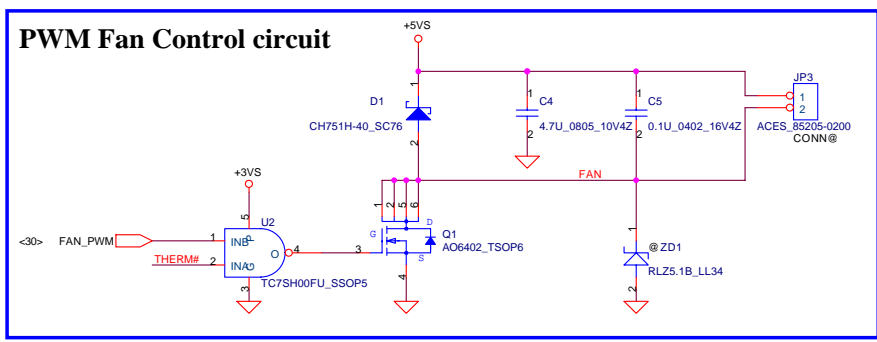 PWM Fan Control circuit
+5VS
JP3
1
2
ACES_85205-0200
CONN@
1
D1
CH751H-40_SC76
2
1
C4
4.7U_0805_10V4Z
2
1
C5
0.1U_0402_16V4Z
2
FAN
+3VS
5
U2
P
<30>
FAN_PWM
1
INB
THERM#
2
INA
G
O
4
3
TC7SH00FU_SSOP5
1
2
5
6
D
G
S
3
4
Q1
AO6402_TSOP6
1
@
ZD1
RLZ5.1B_LL34
2